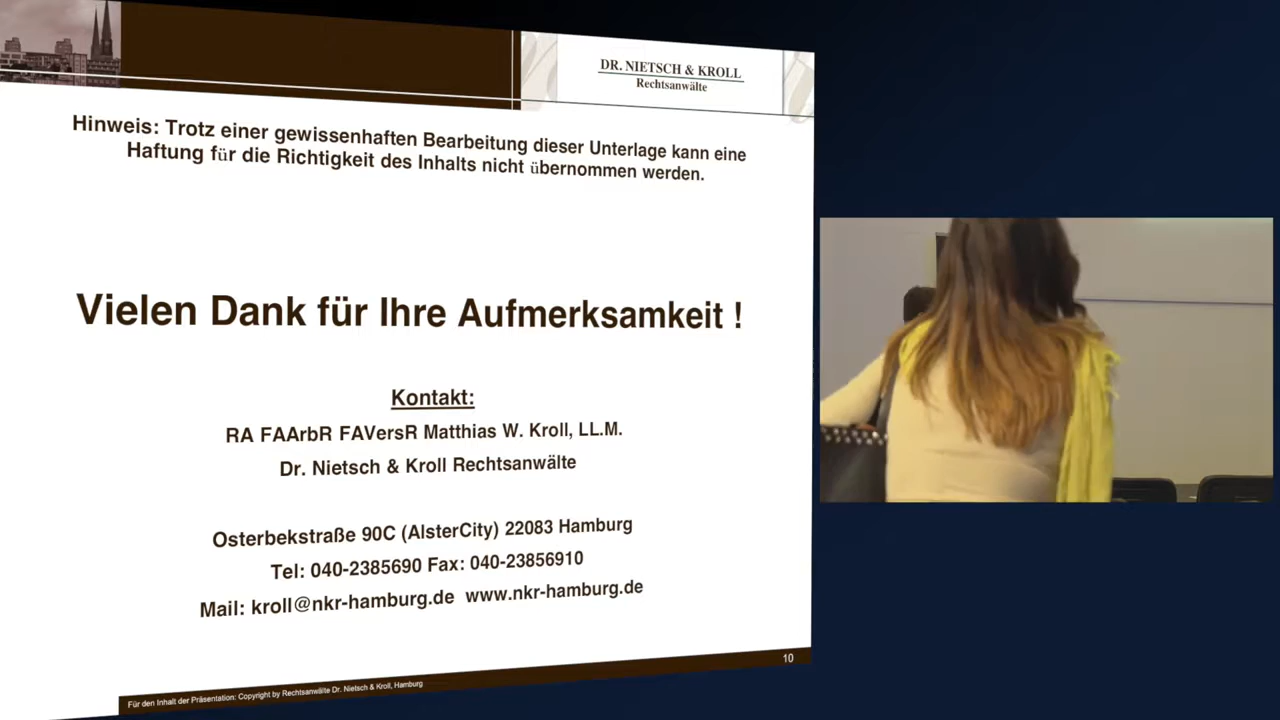 DR. NIETSCH & KROLL
Rechtsanwälte
Hinweis: Trotz einer gewissenhaften Bearbeitung dieser Unterlage kann eine
Haftung für die Richtigkeit des Inhalts nicht übernommen werden.
Vielen Dank für Ihre Aufmerksamkeit !
Kontakt:
RA FAArbR FAVersR Matthias W. Kroll, LL.M.
Dr. Nietsch & Kroll Rechtsanwälte
Osterbekstraße 90C (AlsterCity) 22083 Hamburg
Tel: 040-2385690 Fax: 040-23856910
Mail: kroll@nkr-hamburg.de www.nkr-hamburg.de
10
Für den Inhalt der Präsentation: Copyright by Rechtsanwälte Dr. Nietsch & Kroll, Hamburg